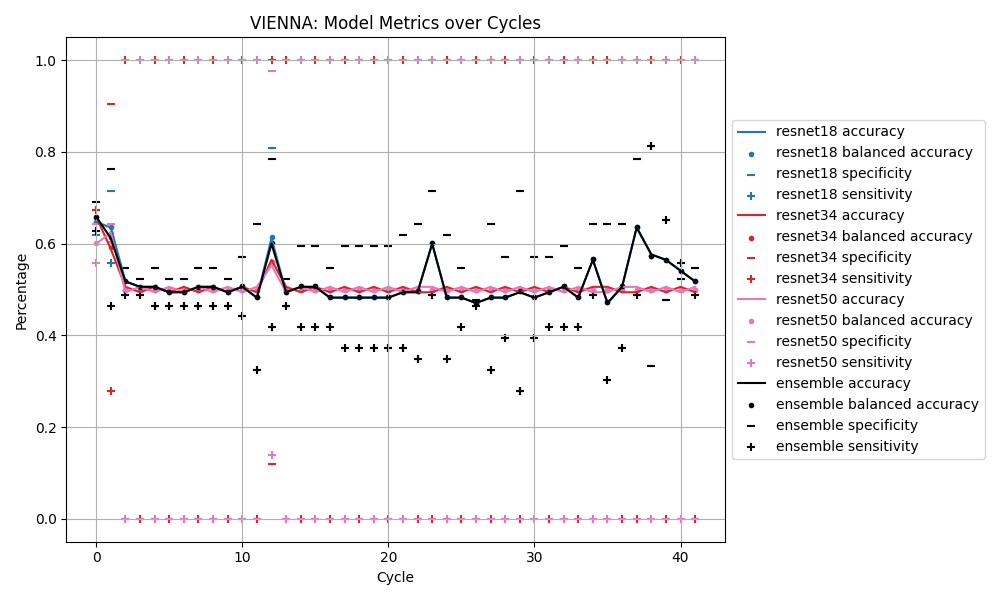 VIENNA: Model Metrics over Cycles
Percentage
1.0
0.8
0.6
0.4
0.2
0.0
0
10
20
30
40
Cycle
resnet18 accuracy
resnet18 balanced accuracy
resnet18 specificity
resnet18 sensitivity
resnet34 accuracy
resnet34 balanced accuracy
resnet34 specificity
resnet34 sensitivity
resnet50 accuracy
resnet50 balanced accuracy
resnet50 specificity
resnet50 sensitivity
ensemble accuracy
ensemble balanced accuracy
ensemble specificity
ensemble sensitivity